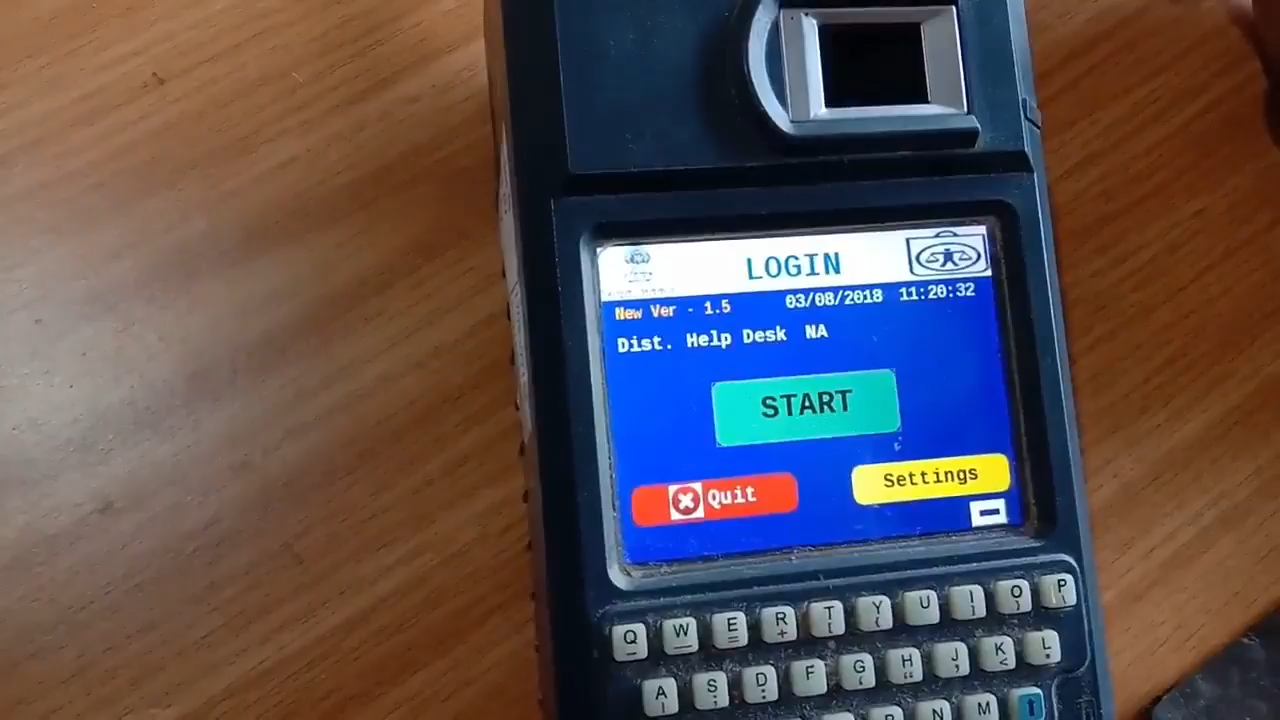 LOGIN
New Ver - 1.5 03/08/2018 11:20:32
Dist. Help Desk NA
START
Quit Settings
Q W E R T Y U I O P
A S D F G H J K L
N M